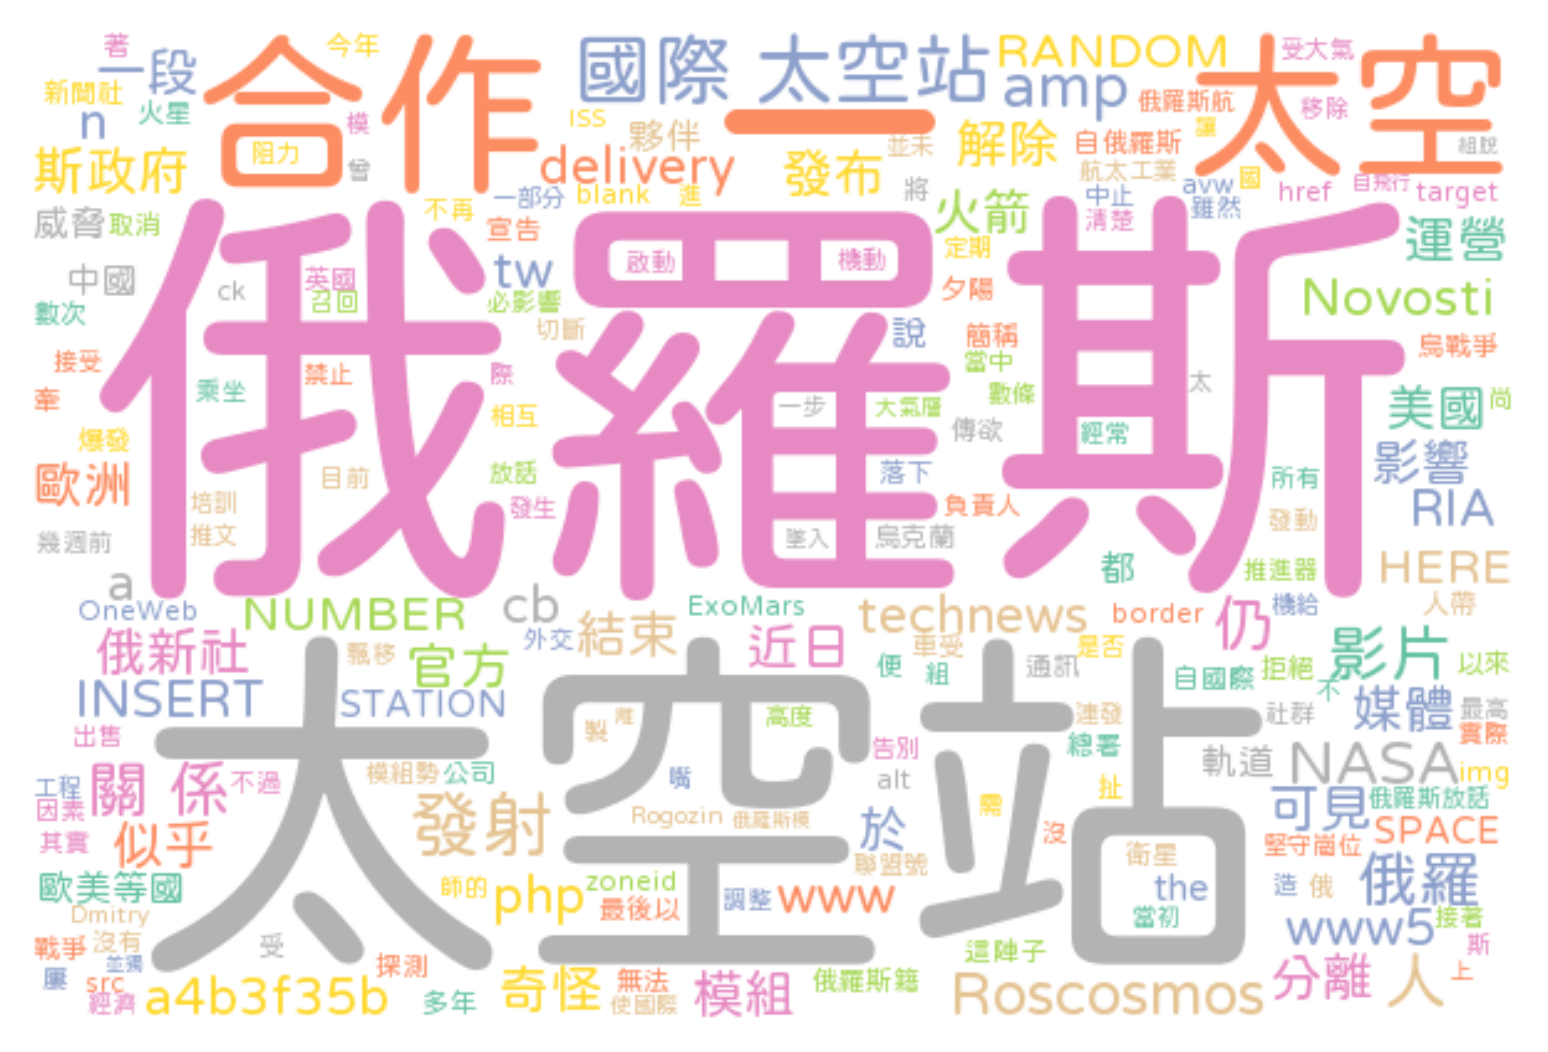 著
一段
合作
今年
國際 太空站
RANDOM
受大氣
太空
新聞社
火星
n
模
ISS
夥伴
一
amp
俄羅斯航
移除
讓
斯政府
阻力
曾
delivery
發布
並未
解除
自俄羅斯
航太工業
組脫
威脅
取消
不再
一部分
blank
進
將
火箭
中止
avw
國
雖然
href
自飛行
target
宣告
清楚
運營
俄羅斯
中國
ck
英國
召回
tw
必影響
啟動
機動
定期
夕陽
Novosti
數次
切斷
說
簡稱
烏戰爭
接受
禁止
際
當中
太
牽
乘坐
相互
一步
大氣層
數條
美國
尚
爆發
傳欲
經常
影響
歐洲
目前
放話
落下
所有
培訓
發生
負責人
發動
RIA
幾週前
推文
墜入
烏克蘭
都
推進器
HERE
a
OneWeb
NUMBER
cb
ExoMars
technews
border
仍
機給
人帶
俄新社
飄移
官方
外交
結束
近日
便
重受
組
通訊
是否
自國際
拒絕
不
影片
以來
INSERT
STATION
太空站
製
離
高度
連發
社群
媒體
最高
出售
告別
總署
實際
工程
關 係
不過
模組勢
公司
嘴
alt
軌道
NASA
img
因素
扯
可見
俄羅斯放話
其實
似乎
發射
Rogozin
俄羅斯模
於
需
沒
SPACE
堅守崗位
歐美等國
師的
php
zoneid
聯盟號
衛星
the
造
俄
俄羅
Dmitry
最後以
調整
www
當初
www5
接著
戰爭
沒有
受
這陣子
斯
屢
並獨
src
探測
奇怪
無法
模組
俄羅斯籍
Roscosmos
分離
人
上
經濟
a4b3f35b
多年
使國際